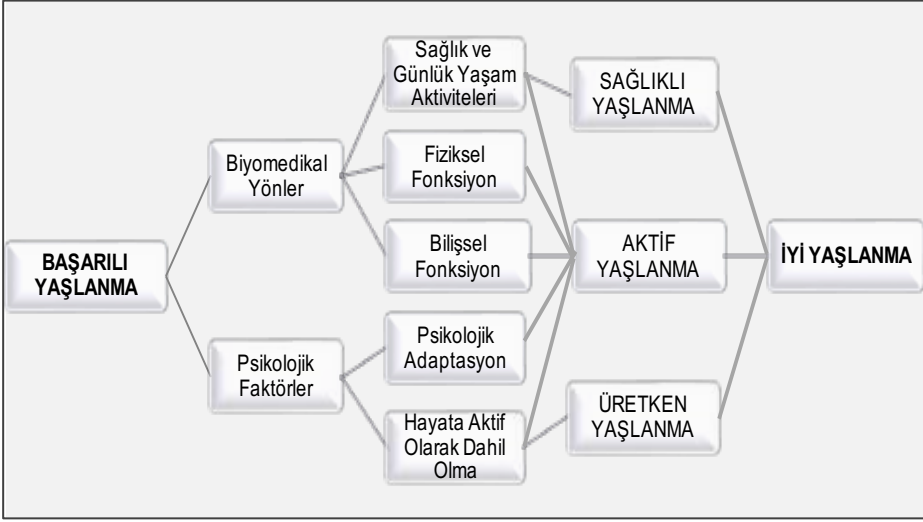 BAŞARILI
YAŞLANMA
Biyomedikal
Yönler
Psikolojik
Faktörler
Sağlık ve
Günlük Yaşam
Aktiviteleri
Fiziksel
Fonksiyon
Bilişsel
Fonksiyon
Psikolojik
Adaptasyon
Hayata Aktif
Olarak Dahil
Olma
SAĞLIKLI
YAŞLANMA
AKTİF
YAŞLANMA
ÜRETKEN
YAŞLANMA
İYİ YAŞLANMA